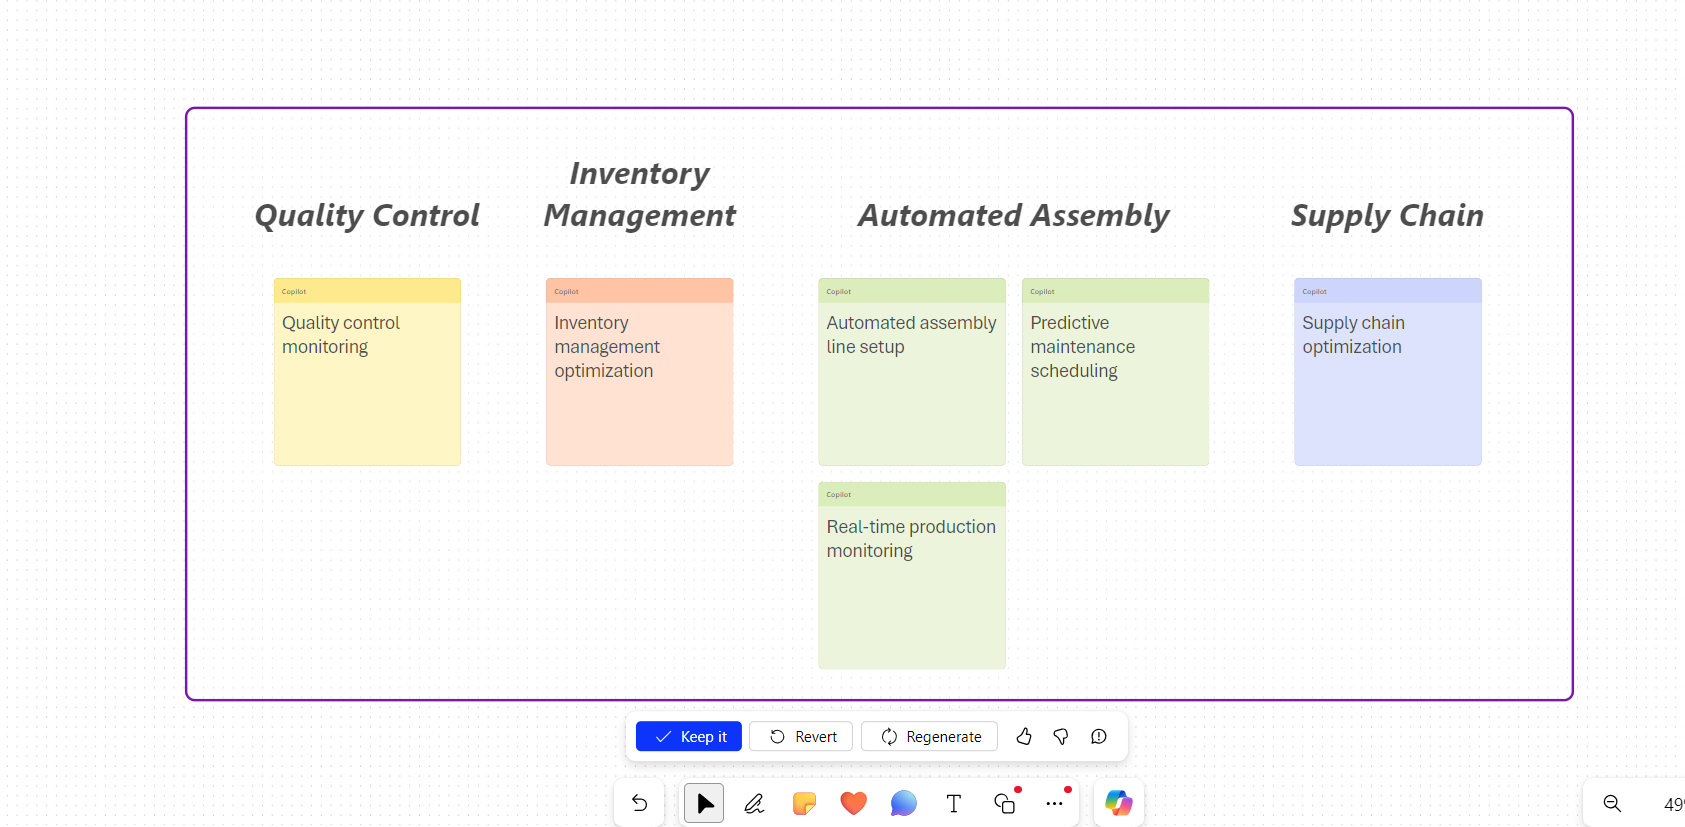 Inventory
Quality Control Management Automated Assembly Supply Chain
Copilot Copilot Copilot Copilot Copilot
Quality control
monitoring
Inventory
management
optimization
Automated assembly
line setup
Predictive
maintenance
scheduling
Supply chain
optimization
Copilot
Real-time production
monitoring
Keep it Revert Regenerate
T
49